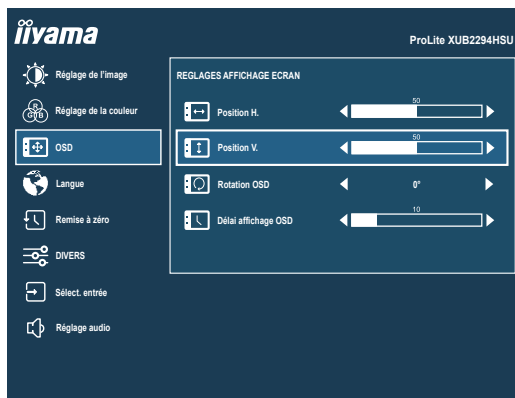 iiyama
ProLite XUB2294HSU
Réglage de l'image
R
G B
Réglage de la couleur
OSD
Langue
Remise à zéro
DIVERS
Sélect. entrée
Réglage audio
REGLAGES AFFICHAGE ECRAN
Position H.
50
Position V.
50
Rotation OSD
0°
Délai affichage OSD
10